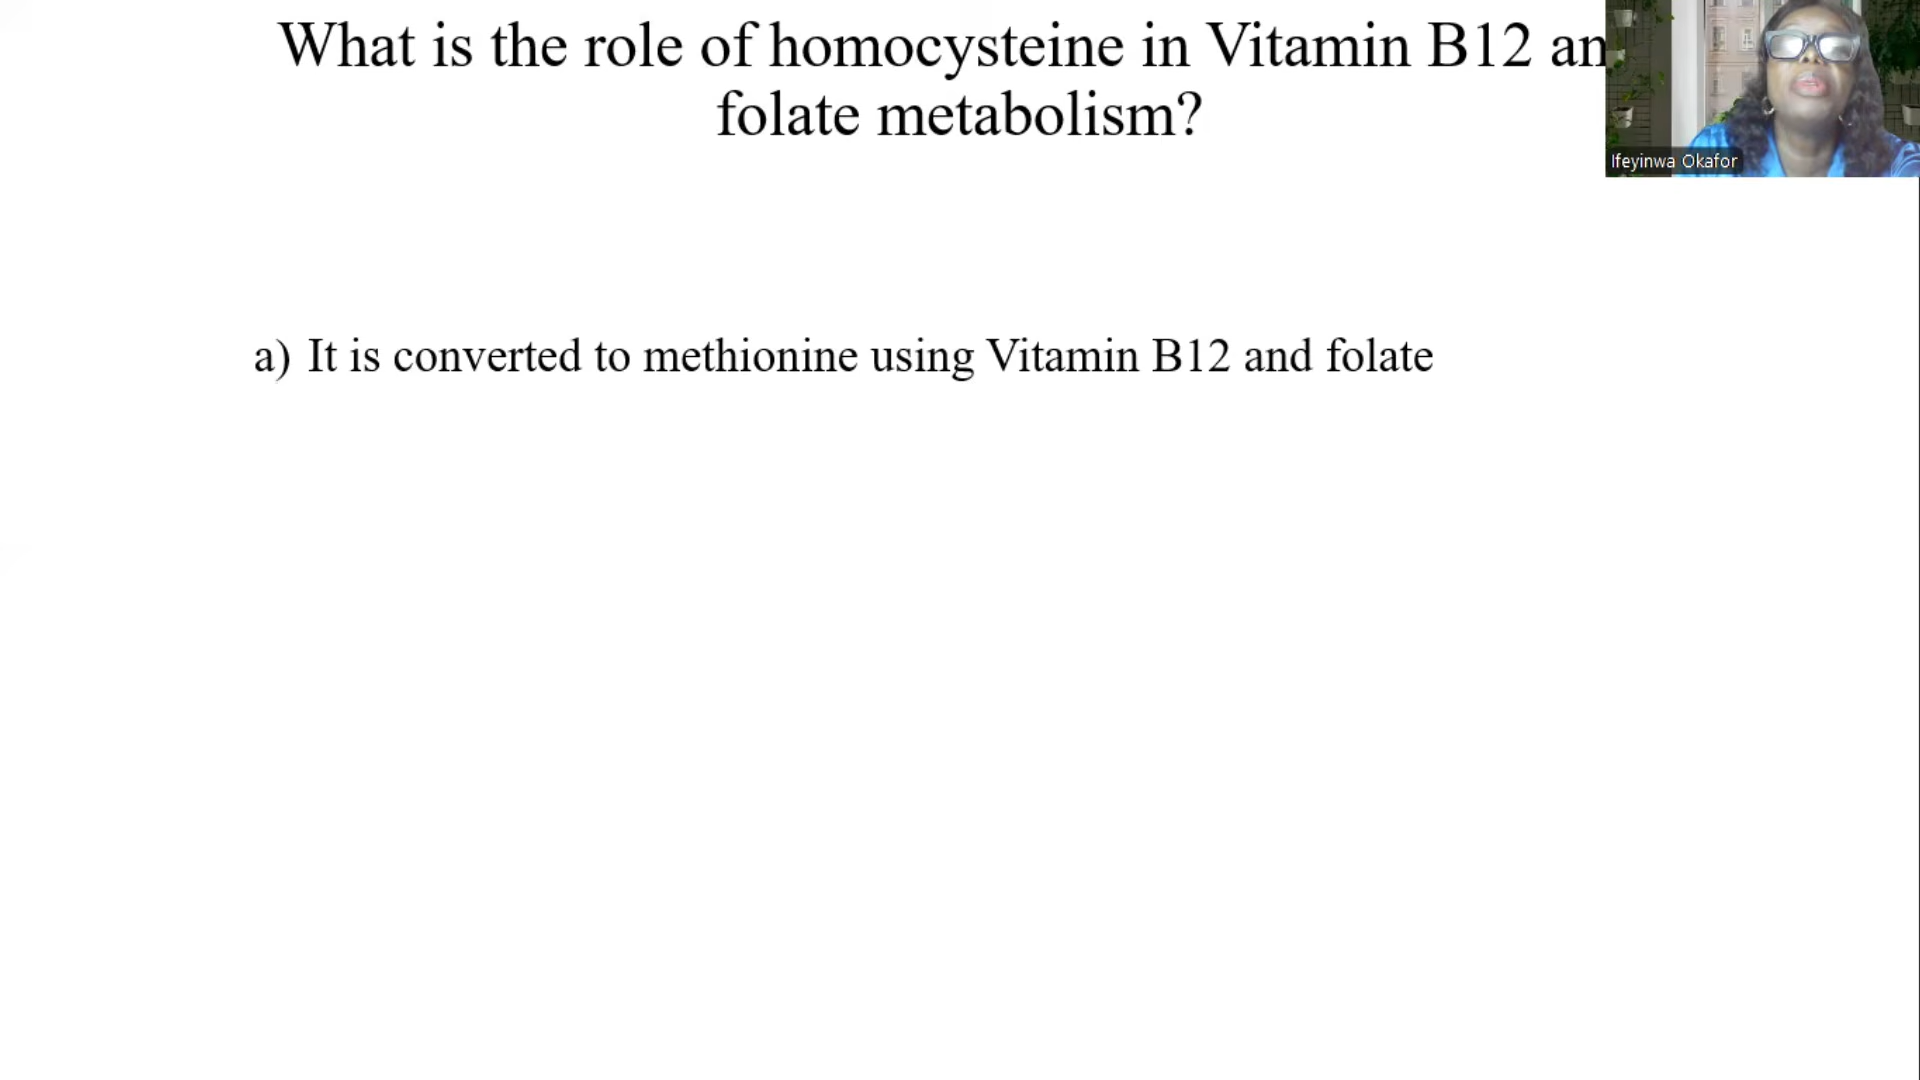 What is the role of homocysteine in Vitamin B12 an
folate metabolism?
Ifeyinwa Okafor
a) It is converted to methionine using Vitamin B12 and folate